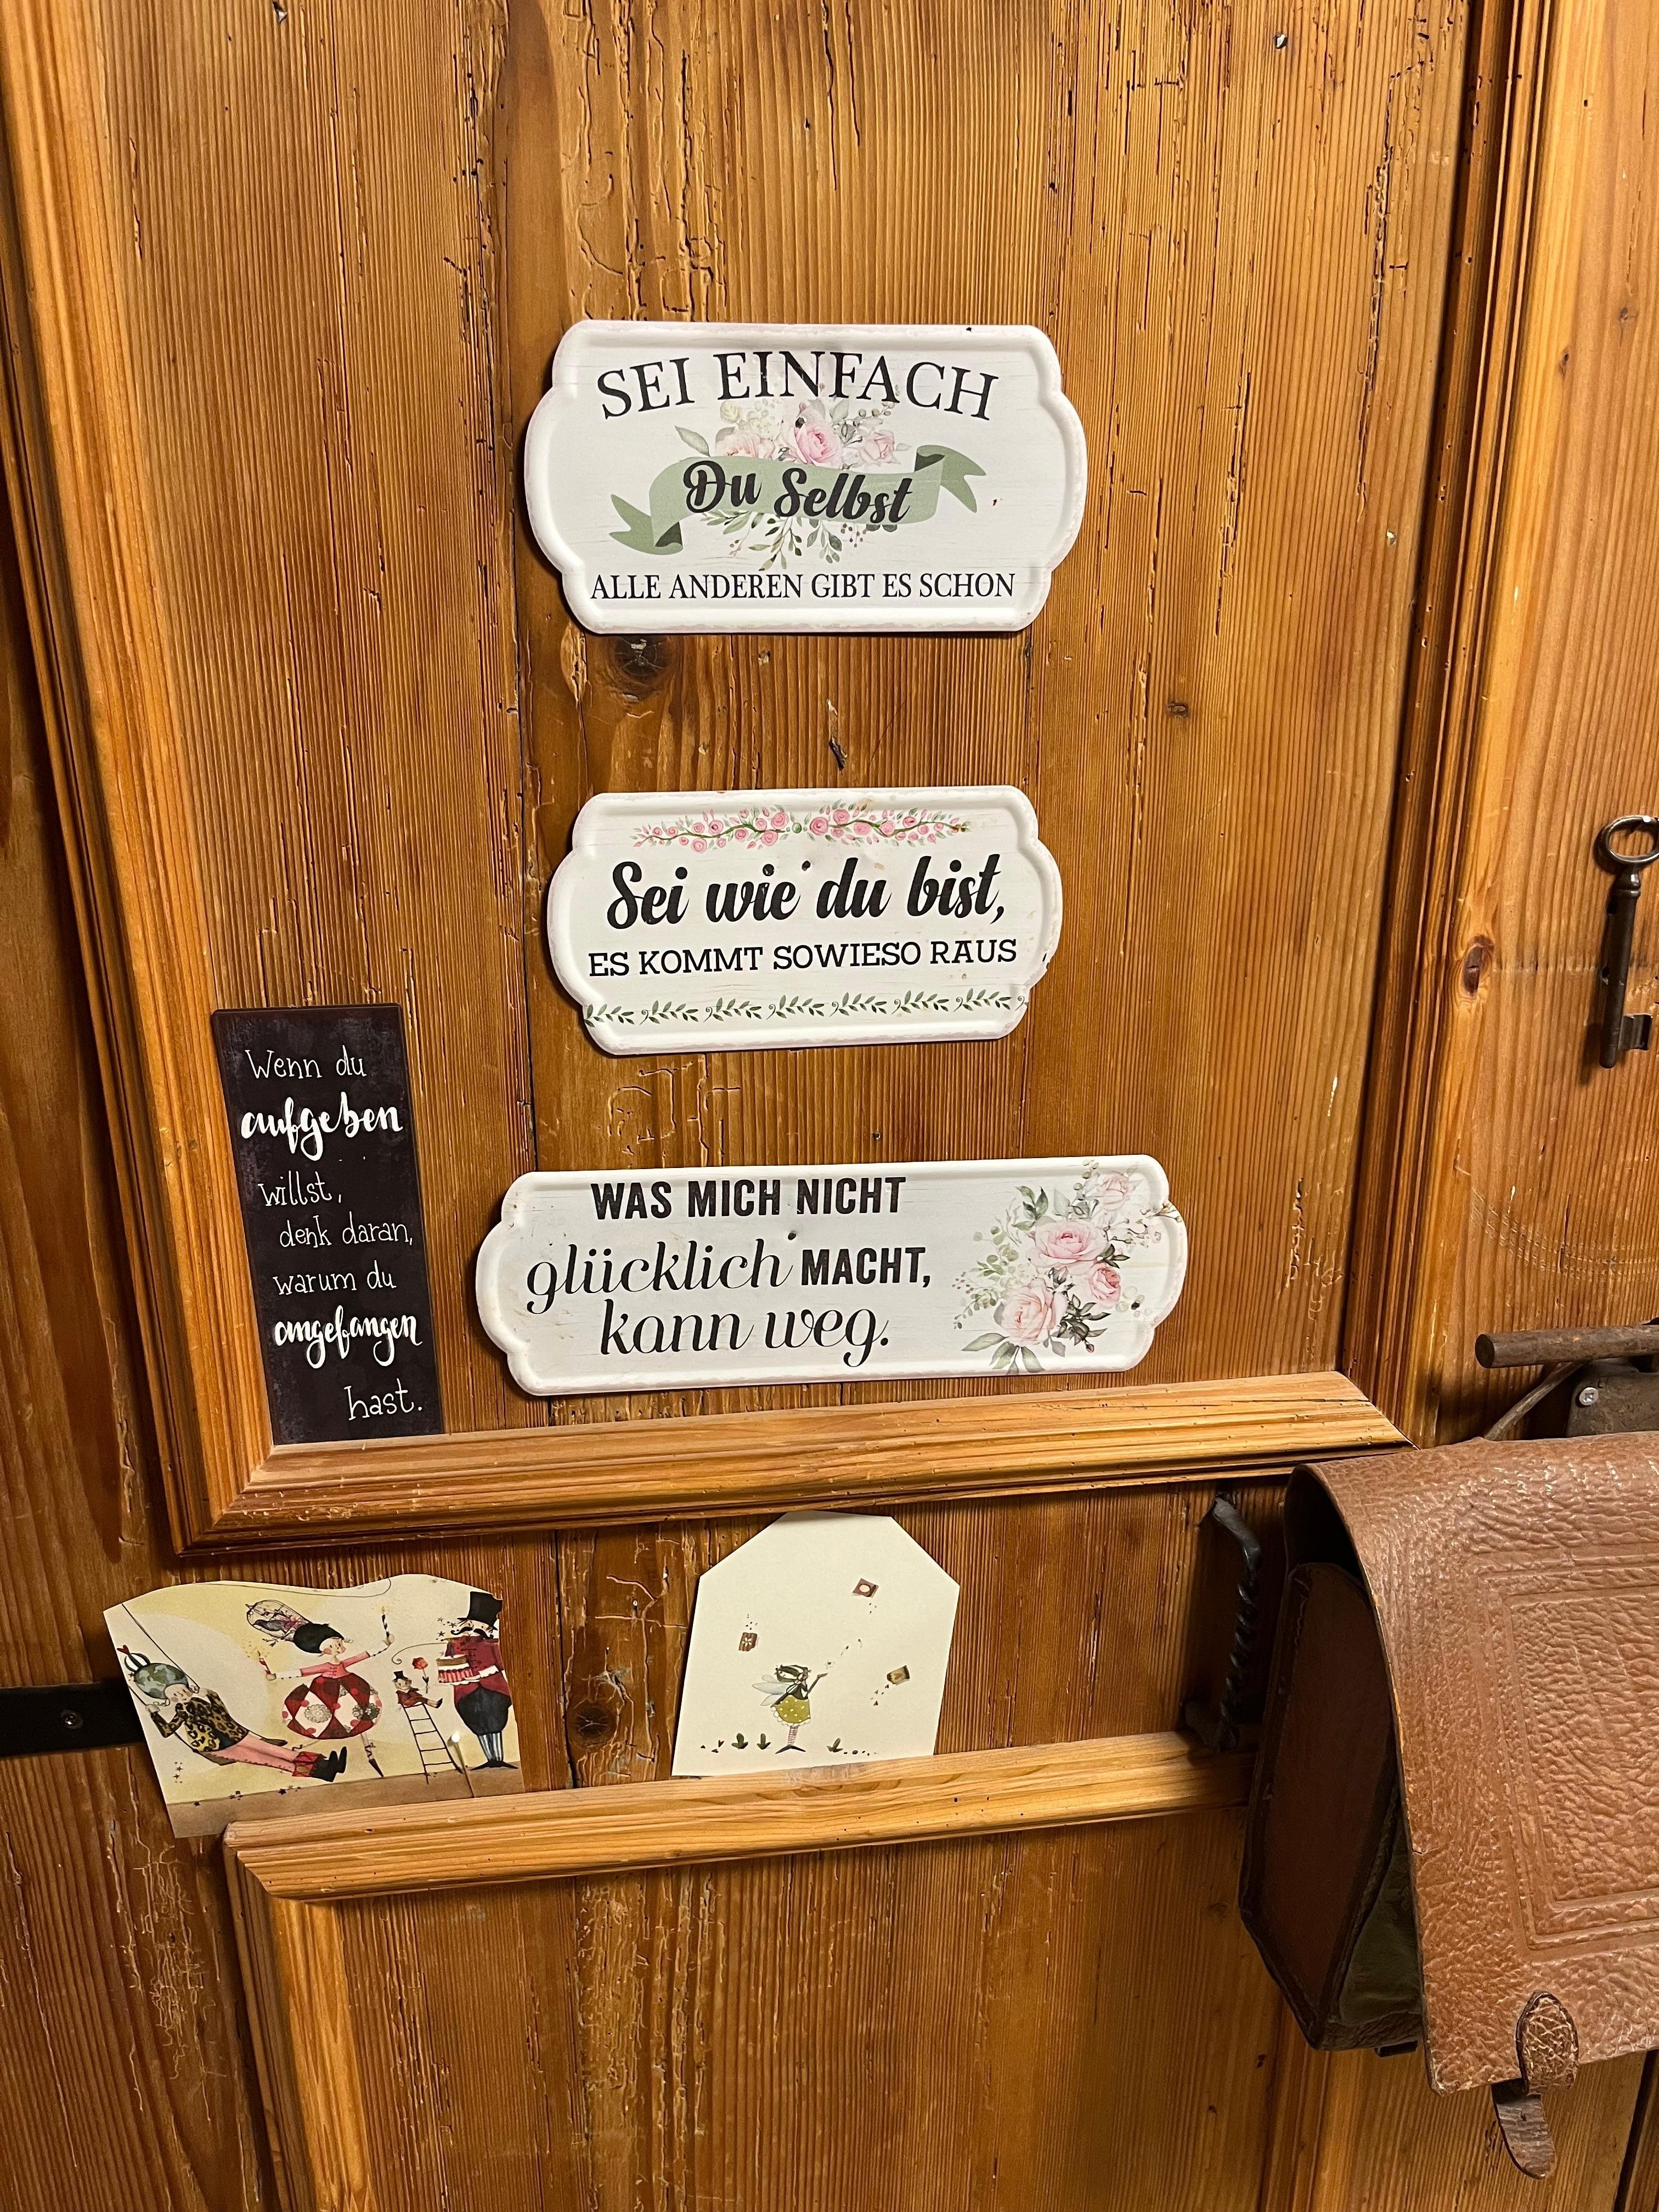 SEI EINFACH
Du Selbst
ALLE ANDEREN GIBT ES SCHON
Sei wie du bist,
ES KOMMT SOWIESO RAUS
Wenn du
aufgeben
willst,
denk daran,
warum du
angefangen
hast.
WAS MICH NICHT
glücklich MACHT,
kann weg.